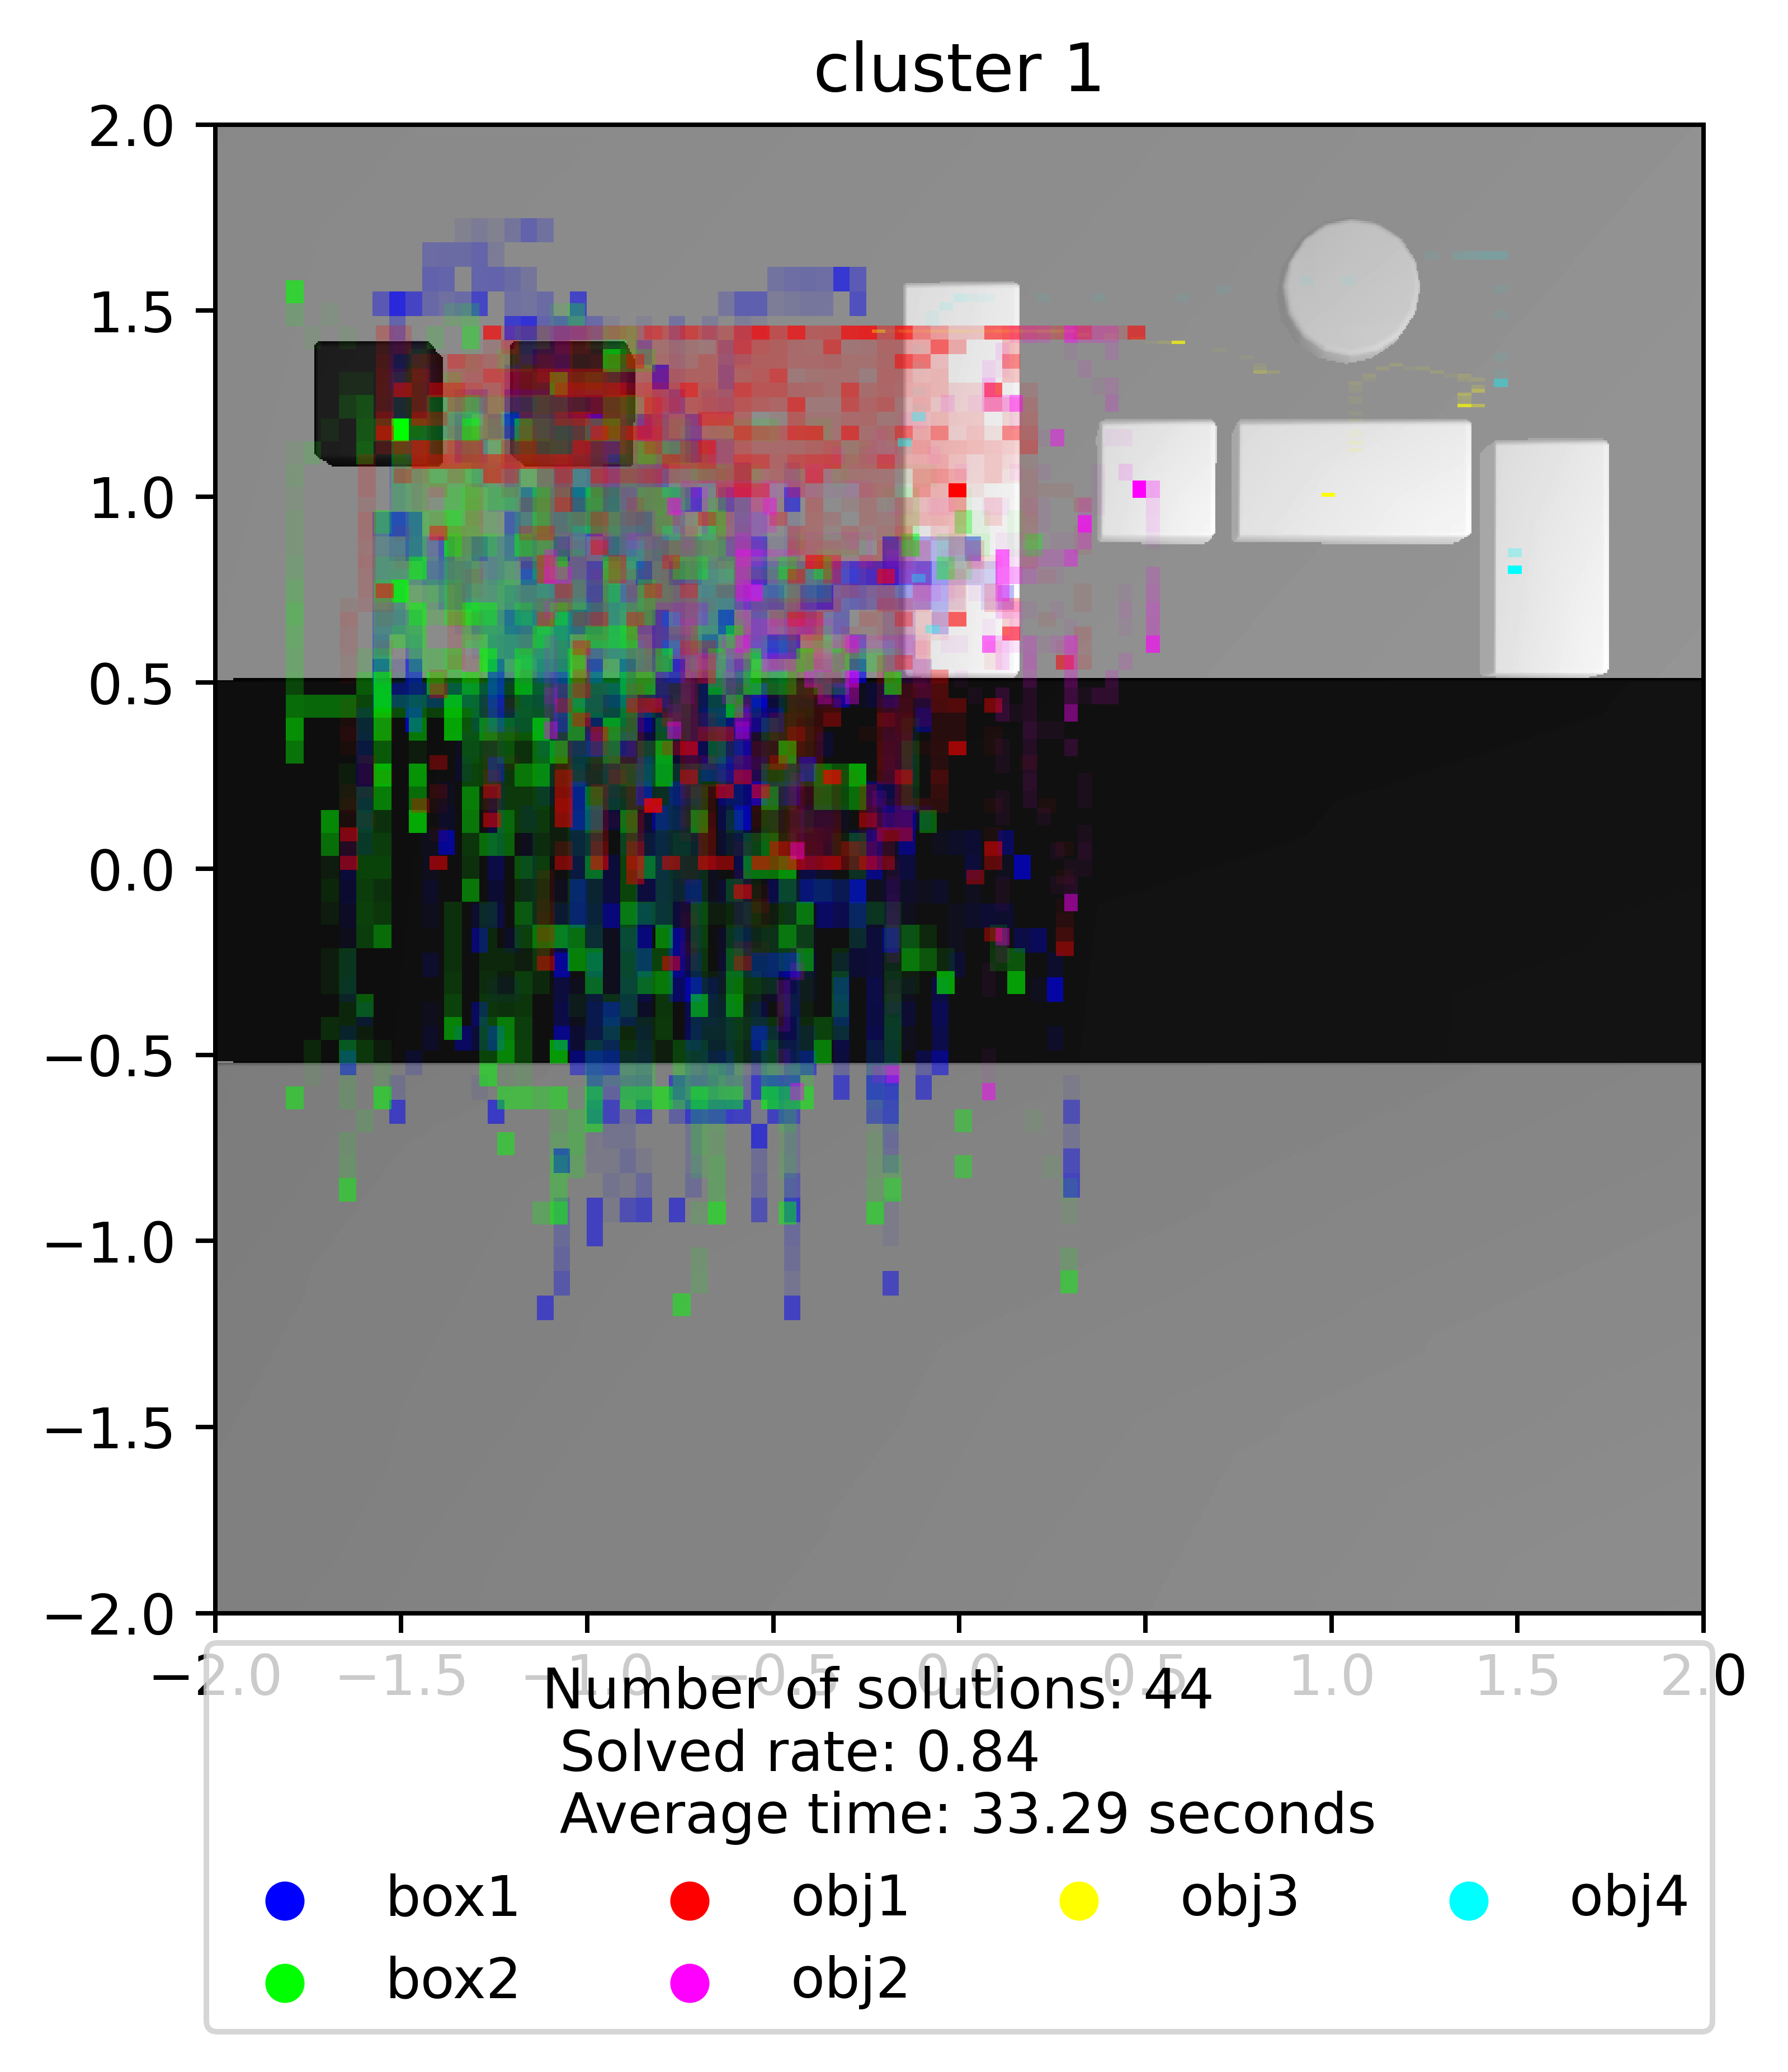 cluster 1
2.0
1.5
1.0
0.5
0.0
−0.5
−1.0
−1.5
−2.0
−2.0 −1.5 −1.0 −0.5 0.0 0.5 1.0 1.5 2.0
Number of solutions: 44
Solved rate: 0.84
Average time: 33.29 seconds
box1 obj1 obj3 obj4
box2 obj2